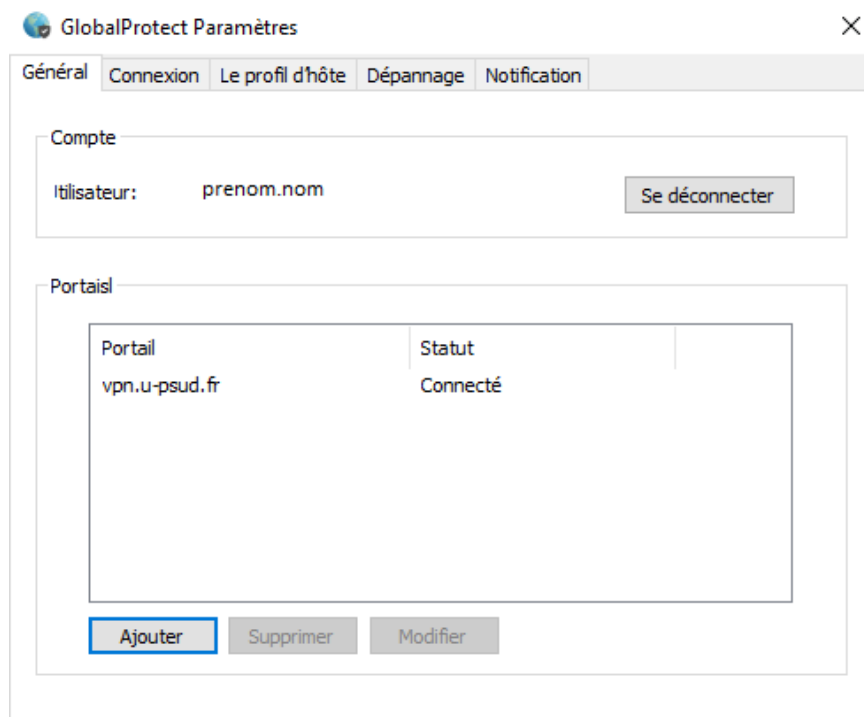 GlobalProtect Paramètres
Général Connexion Le profil d'hôte Dépannage Notification
Compte
Itilisateur: prenom.nom Se déconnecter
Portaisl
Portail Statut
vpn.u-psud.fr Connecté
Ajouter Supprimer Modifier